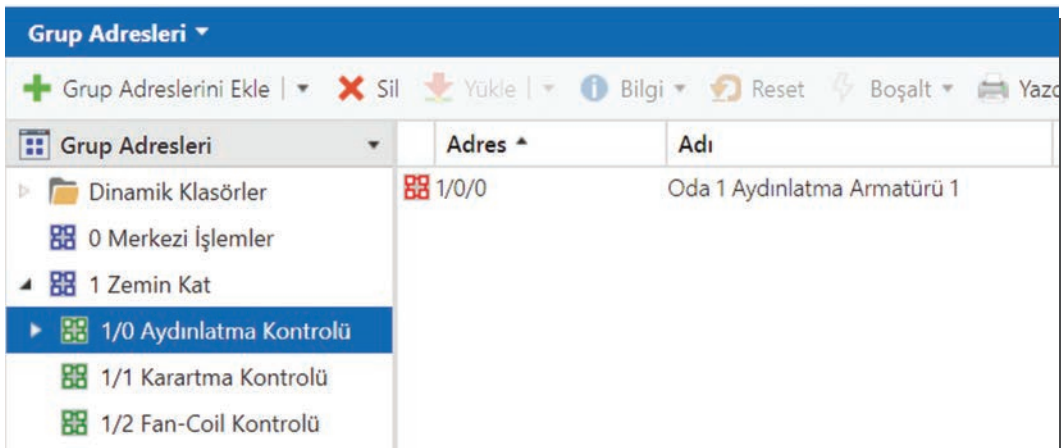 Grup Adresleri
Grup Adreslerini Ekle Sil Yükle Bilgi Reset Boşalt
Grup Adresleri Adres Adı
Dinamik Klasörler 1/0/0 Oda 1 Aydınlatma Armatürü 1
0 Merkezi İşlemler
1 Zemin Kat
1/0 Aydınlatma Kontrolü
1/1 Karartma Kontrolü
1/2 Fan-Coil Kontrolü